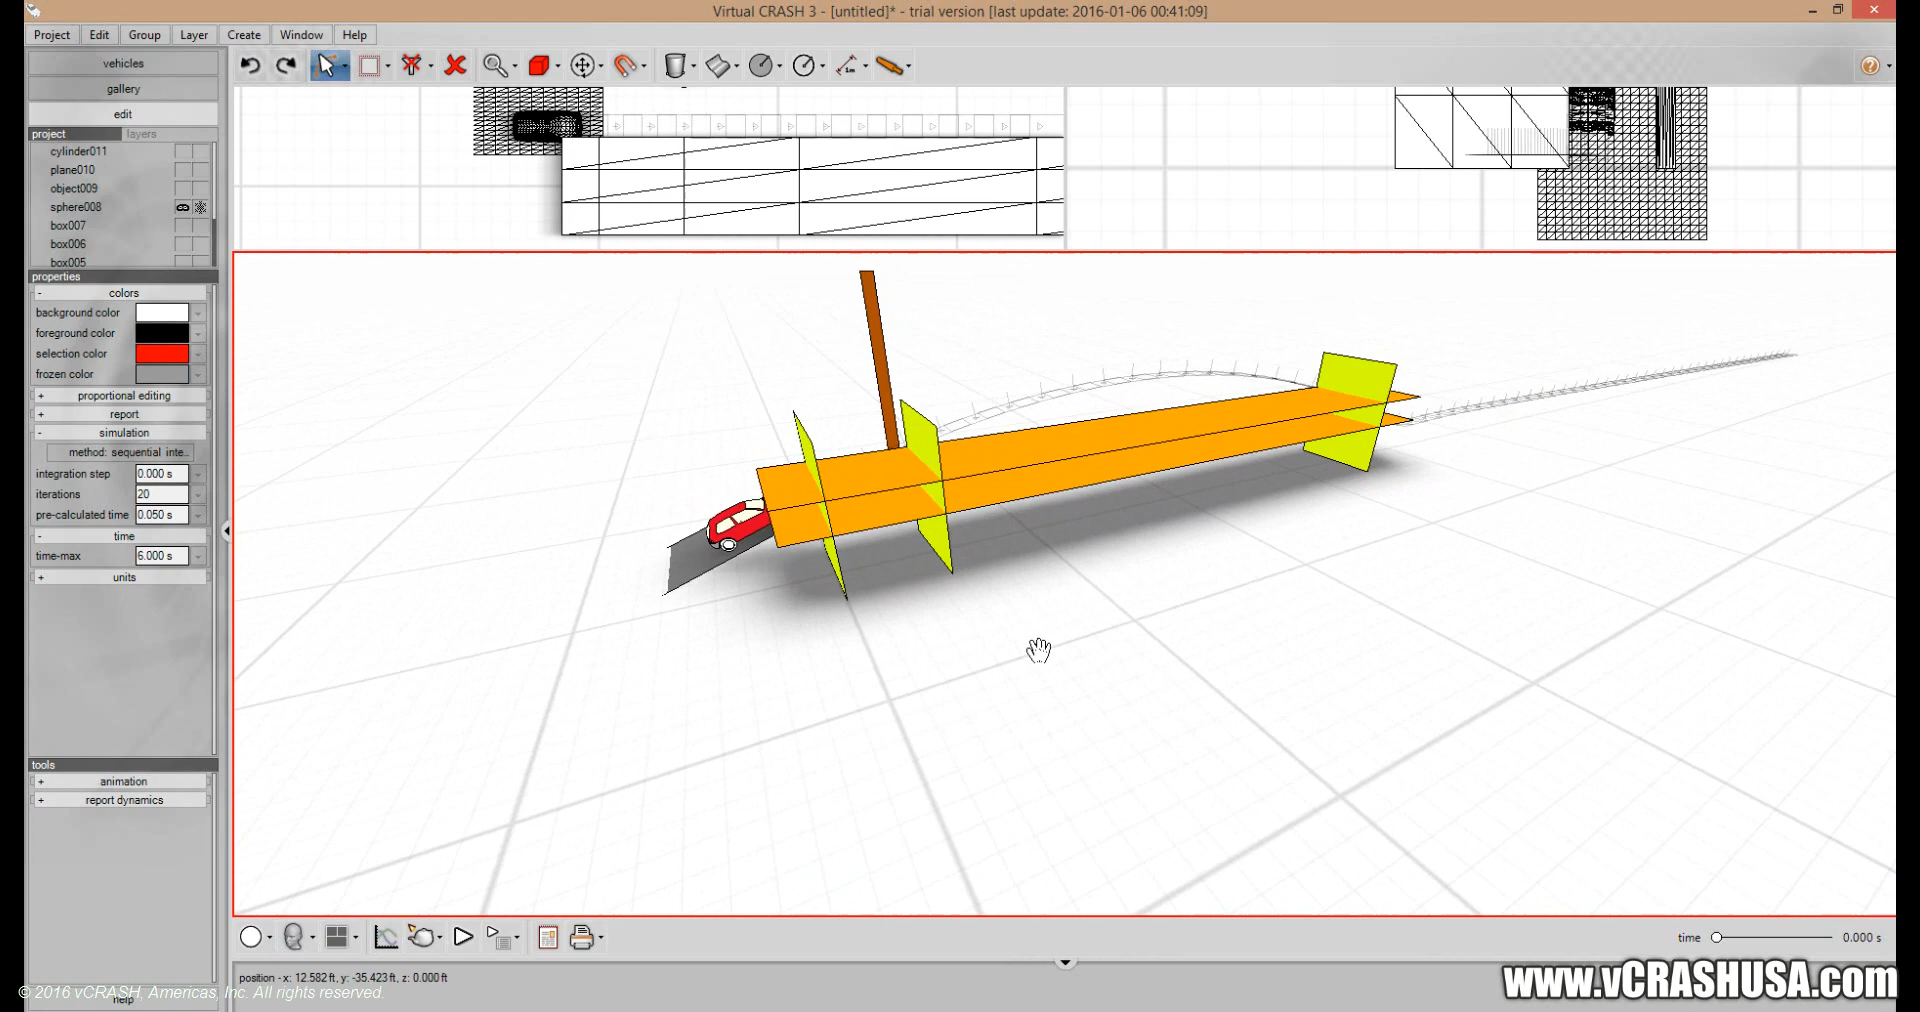 Virtual CRASH 3 - [untitled]* - trial version [last update: 2016-01-06 00:41:09]
Project Edit Group Layer Create Window Help
vehicles
gallery
edit
project layers
cylinder011
plane010
object009
sphere008
box007
box006
box005
properties
- colors
background color
foreground color
selection color
frozen color
+ proportional editing
+ report
- simulation
method: sequential inte..
integration step 0.000 s
iterations 20
pre-calculated time 0.050 s
- time
time-max 6.000 s
+ units
tools
+ animation
+ report dynamics
help
1m
time 0.000 s
position - x: 12.582 ft, y: -35.423 ft, z: 0.000 ft
© 2016 vCRASH, Americas, Inc. All rights reserved.
www.vCRASHUSA.com